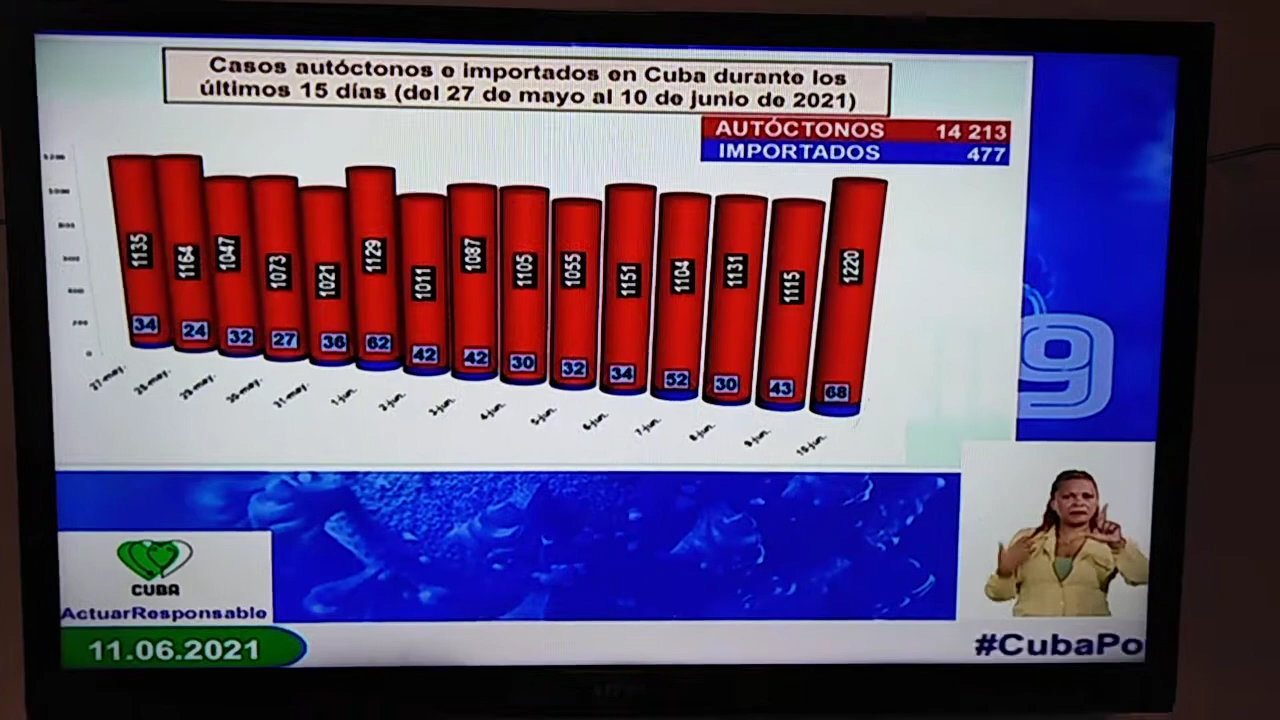 Casos autóctonos e importados en Cuba durante los
últimos 15 días (del 27 de mayo al 10 de junio de 2021)
AUTÓCTONOS 14 213
IMPORTADOS 477
1135 1164 1047 1073 1021 1129 1011 1087 1105 1055 1151 1104 1131 1115 1220
34 24 32 27 36 62 42 42 30 32 34 52 30 43 68
200
0
27-may. 28-may. 29-may. 30-may. 31-may. 1-jun. 2-jun. 3-jun. 4-jun. 5-jun. 6-jun. 7-jun. 8-jun. 9-jun. 10-jun.
9
CUBA
ActuarResponsable
11.06.2021
#CubaPo